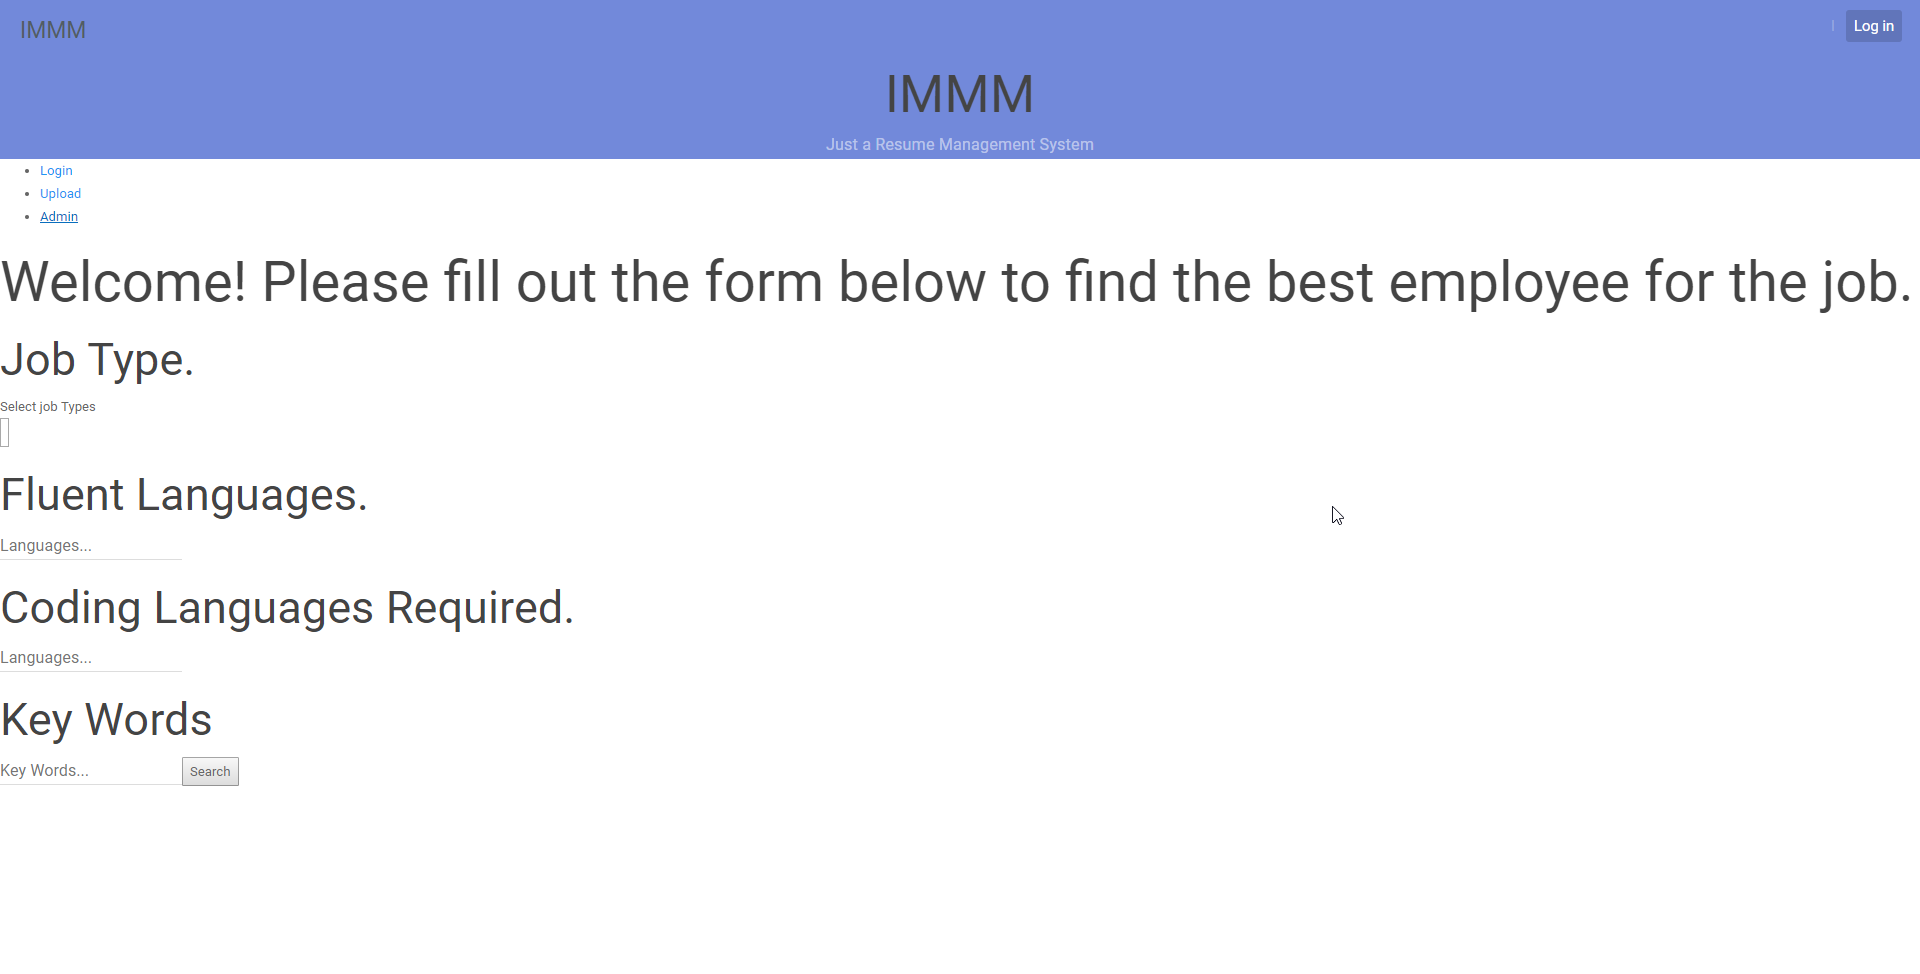 IMMM
Log in
IMMM
Just a Resume Management System
Login
Upload
Admin
Welcome! Please fill out the form below to find the best employee for the job.
Job Type.
Select job Types
Fluent Languages.
Languages...
Coding Languages Required.
Languages...
Key Words
Key Words... Search